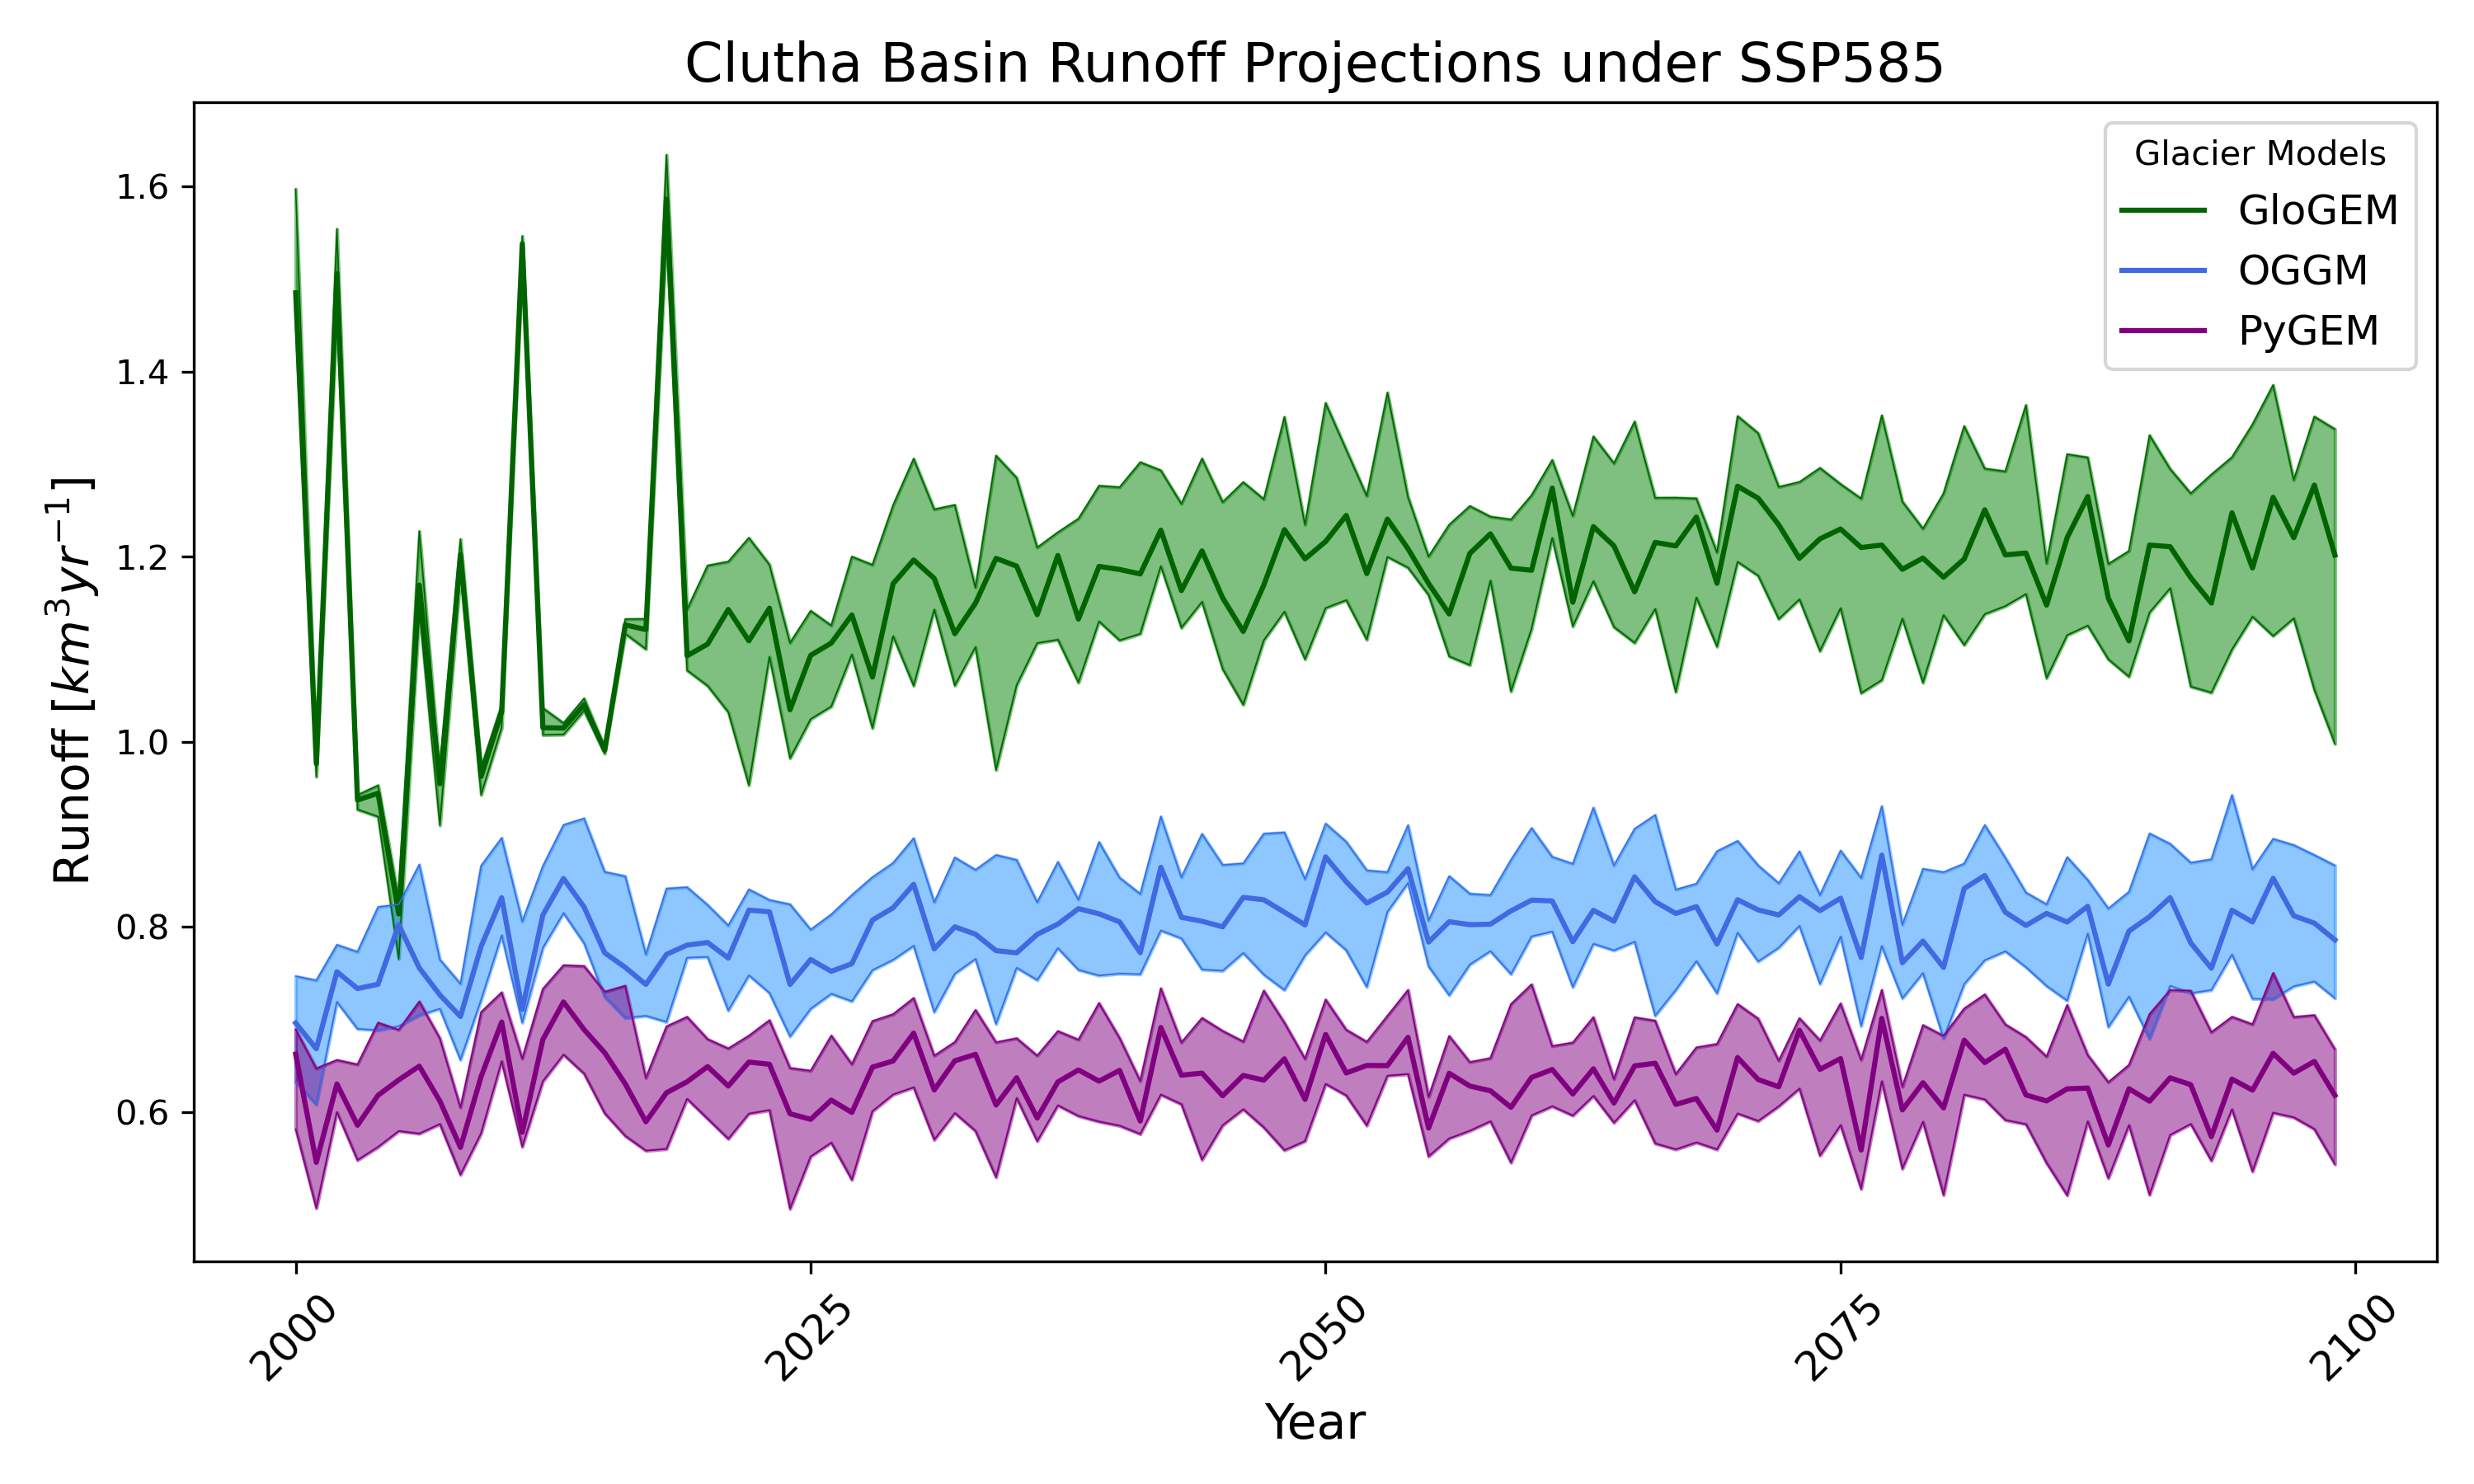 Clutha Basin Runoff Projections under SSP585
Glacier Models
GloGEM
OGGM
PyGEM
Runoff [km³yr⁻¹]
1.6
1.4
1.2
1.0
0.8
0.6
2000
2025
2050
2075
2100
Year